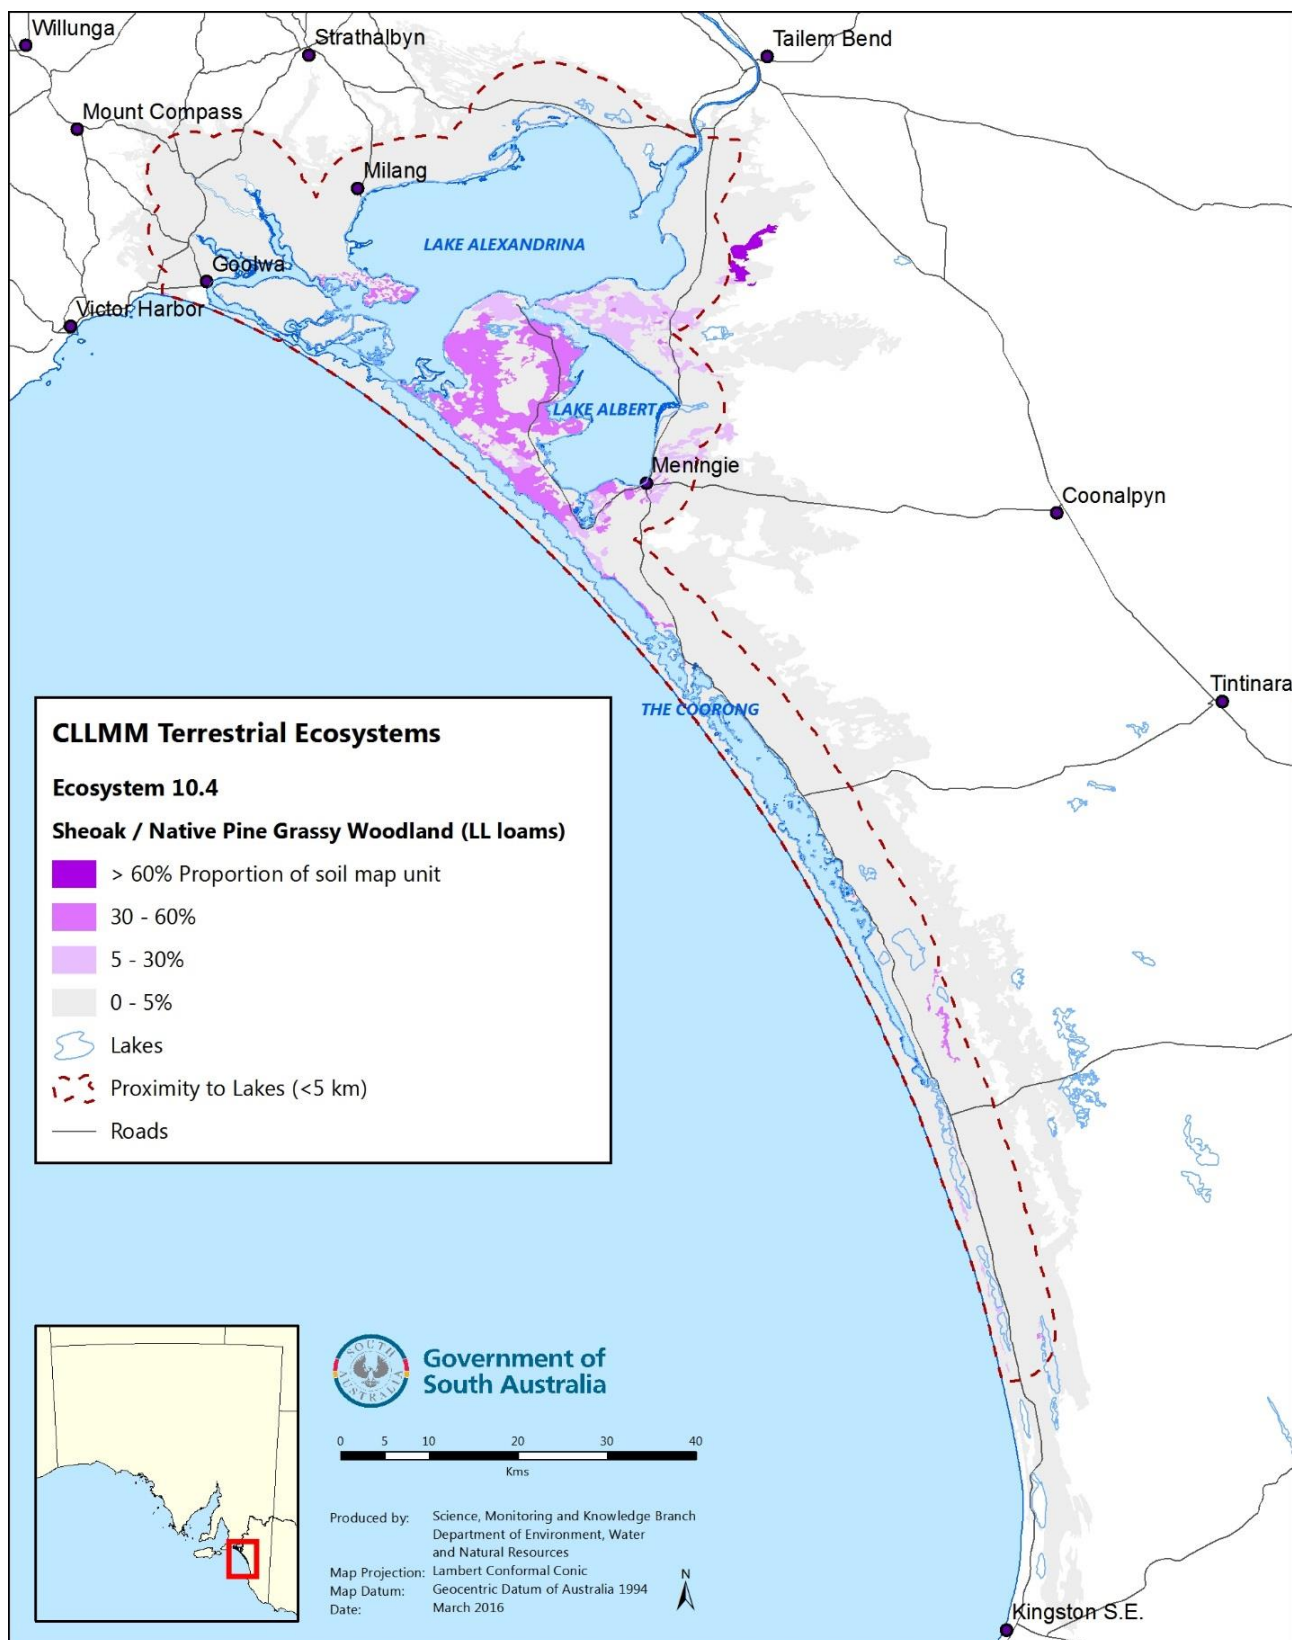 Willunga
Strathalbyn
Tailem Bend
Mount Compass
Milang
LAKE ALEXANDRINA
Goolwa
Victor Harbor
LAKE ALBERT
Meningie
Coonalpyn
Tintinara
THE COORONG
CLLMM Terrestrial Ecosystems
Ecosystem 10.4
Sheoak / Native Pine Grassy Woodland (LL loams)
> 60% Proportion of soil map unit
30 - 60%
5 - 30%
0 - 5%
Lakes
Proximity to Lakes (<5 km)
Roads
SOUTH AUSTRALIA
Government of
South Australia
0 5 10 20 30 40
Kms
Produced by: Science, Monitoring and Knowledge Branch
Department of Environment, Water
and Natural Resources
Map Projection: Lambert Conformal Conic
Map Datum: Geocentric Datum of Australia 1994
Date: March 2016
N
Kingston S.E.